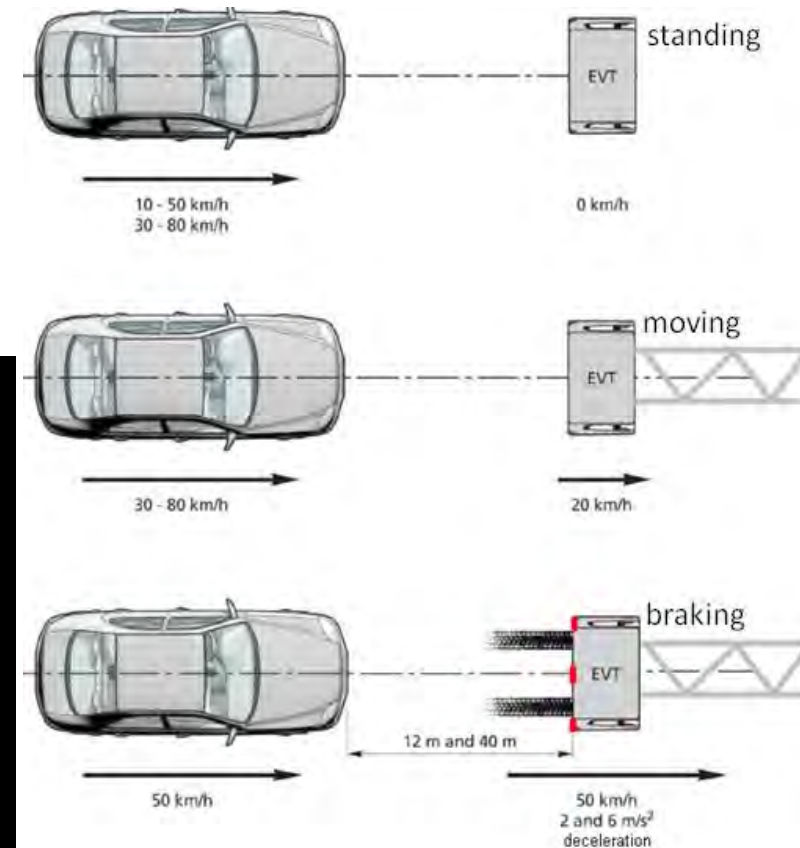 standing
EVT
10 - 50 km/h
30 - 80 km/h
0 km/h
moving
EVT
30 - 80 km/h
20 km/h
braking
EVT
12 m and 40 m
50 km/h
50 km/h
2 and 6 m/s²
deceleration